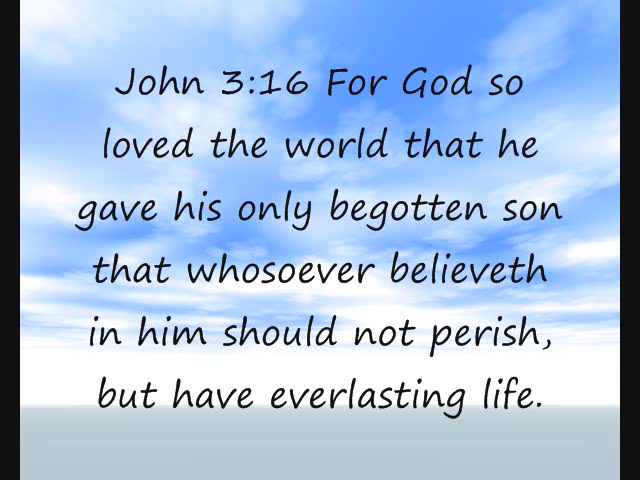 John 3:16 For God so
loved the world that he
gave his only begotten son
that whosoever believeth
in him should not perish,
but have everlasting life.